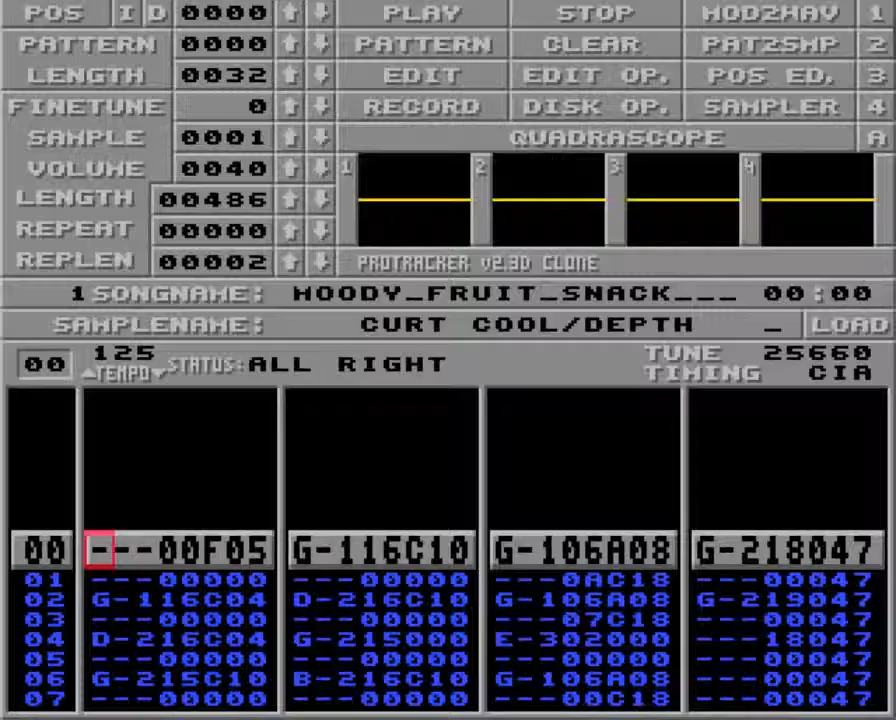 POS I D 0000 PLAY STOP MOD2WAV 1
PATTERN 0000 PATTERN CLEAR PAT2SMP 2
LENGTH 0032 EDIT EDIT OP. POS ED. 3
FINETUNE 0 RECORD DISK OP. SAMPLER 4
SAMPLE 0001 QUADRASCOPE A
VOLUME 0040 1 2 3 4
LENGTH 00486
REPEAT 00000
REPLEN 00002 PROTRACKER V2.3D CLONE
1 SONGNAME: MOODY_FRUIT_SNACK___ 00:00
SAMPLENAME: CURT COOL/DEPTH _ LOAD
00 125 TEMPO STATUS: ALL RIGHT TUNE 25660
TIMING CIA
00 ---00F05 G-116C10 G-106A08 G-218047
01 ---00000 ---00000 ---0AC18 ---00047
02 G-116C04 D-216C10 G-106A08 G-219047
03 ---00000 ---00000 ---07C18 ---00047
04 D-216C04 G-215000 E-302000 ---18047
05 ---00000 ---00000 ---00000 ---00047
06 G-215C10 B-216C10 G-106A08 ---00047
07 ---00000 ---00000 ---00C18 ---00047